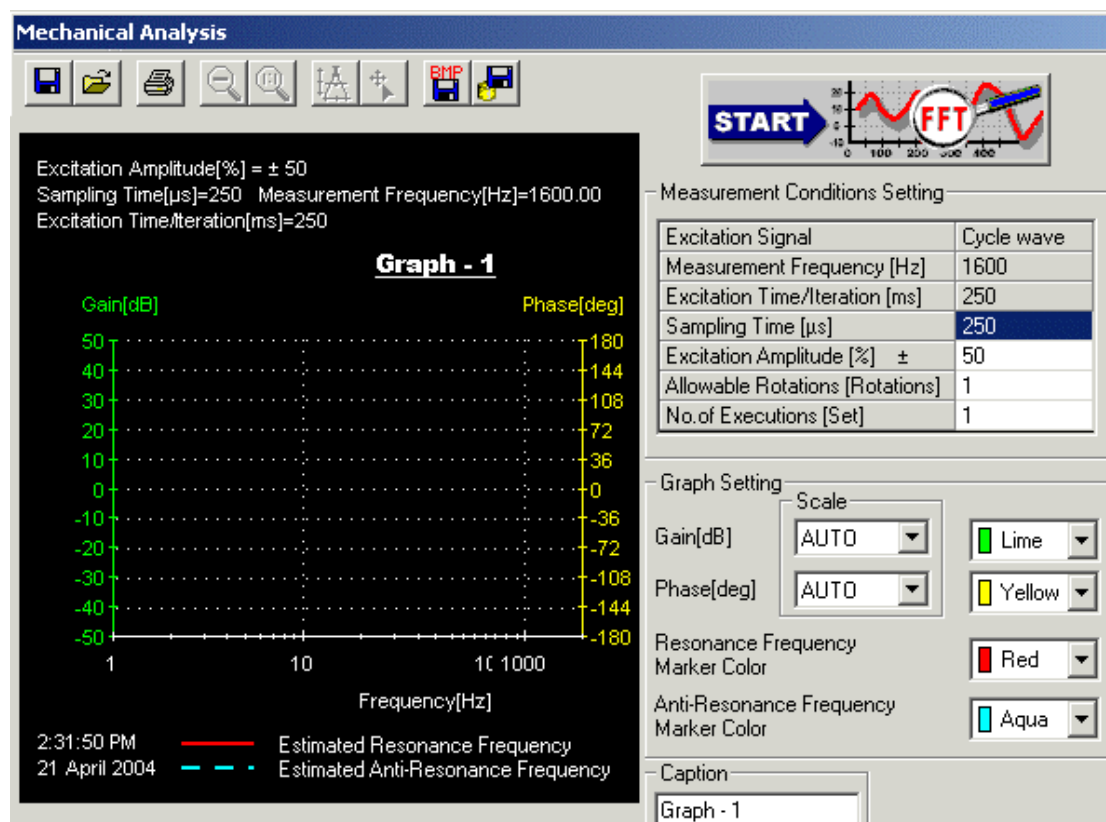 Mechanical Analysis
BMP
START
FFT
0 100 200 300 400
Excitation Amplitude[%] = ± 50
Sampling Time[µs]=250 Measurement Frequency[Hz]=1600.00
Excitation Time/Iteration[ms]=250
Graph - 1
Gain[dB] Phase[deg]
50 180
40 144
30 108
20 72
10 36
0 0
-10 -36
-20 -72
-30 -108
-40 -144
-50 -180
1 10 1000
Frequency[Hz]
2:31:50 PM Estimated Resonance Frequency
21 April 2004 Estimated Anti-Resonance Frequency
Measurement Conditions Setting
Excitation Signal Cycle wave
Measurement Frequency [Hz] 1600
Excitation Time/Iteration [ms] 250
Sampling Time [µs] 250
Excitation Amplitude [%] ± 50
Allowable Rotations [Rotations] 1
No.of Executions [Set] 1
Graph Setting
Scale
Gain[dB] AUTO Lime
Phase[deg] AUTO Yellow
Resonance Frequency
Marker Color Red
Anti-Resonance Frequency
Marker Color Aqua
Caption
Graph - 1